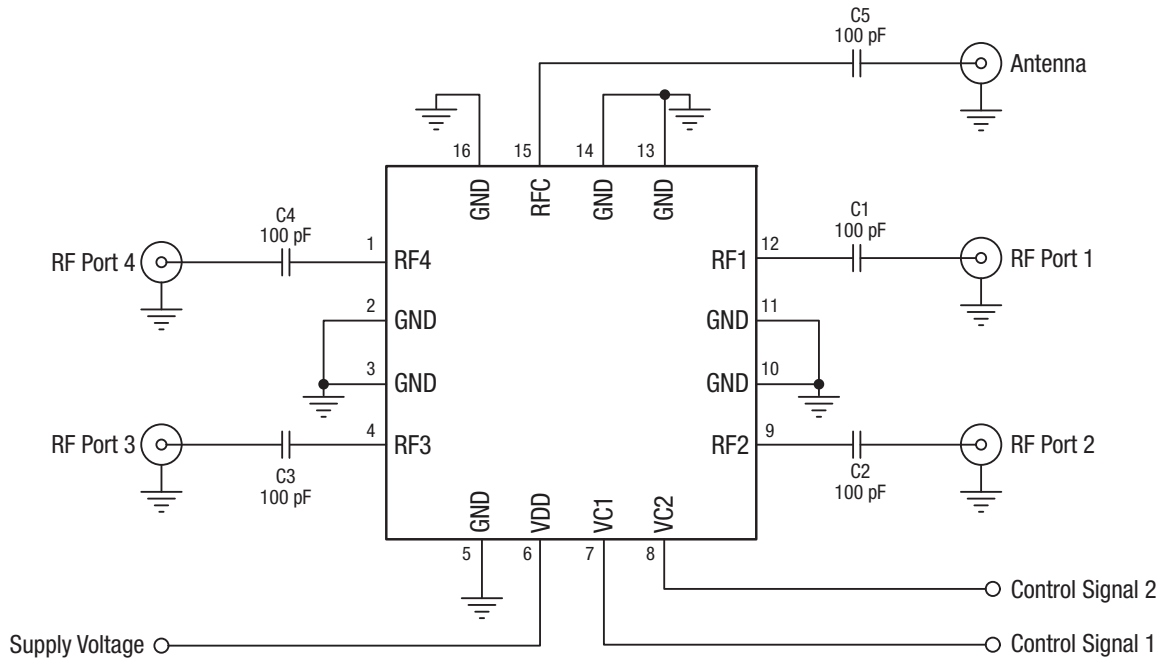 C5
100 pF
Antenna
16
15
14
13
GND
RFC
GND
GND
C4
100 pF
C1
100 pF
RF Port 4
1
RF4
RF1
12
RF Port 1
2
GND
GND
11
3
GND
GND
10
RF Port 3
4
RF3
RF2
9
RF Port 2
C3
100 pF
C2
100 pF
GND
VDD
VC1
VC2
5
6
7
8
Control Signal 2
Supply Voltage
Control Signal 1